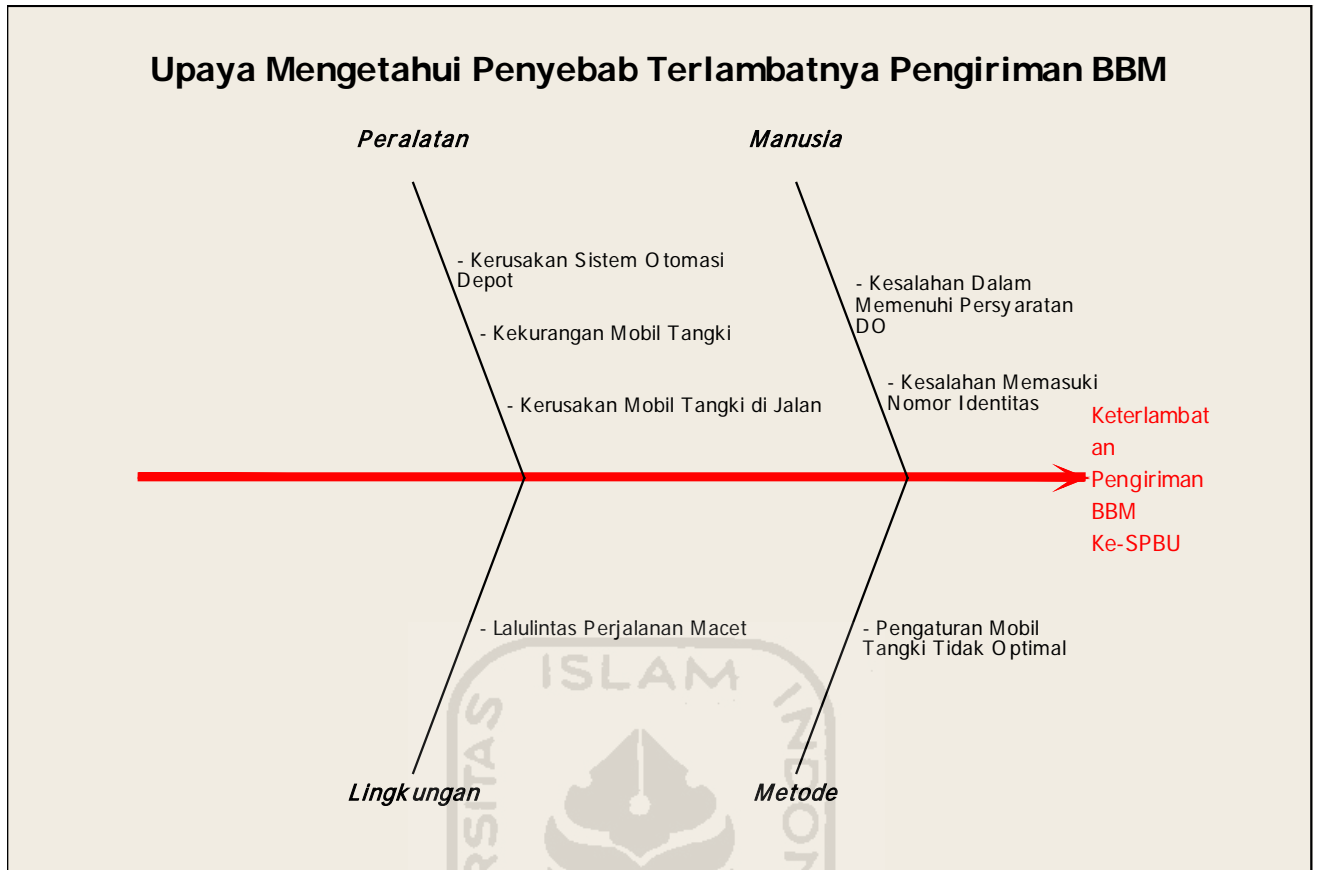 Upaya Mengetahui Penyebab Terlambatnya Pengiriman BBM
Peralatan
Manusia
- Kerusakan Sistem Otomasi
Depot
- Kekurangan Mobil Tangki
- Kerusakan Mobil Tangki di Jalan
- Kesalahan Dalam
Memenuhi Persyaratan
DO
- Kesalahan Memasuki
Nomor Identitas
Keterlambat
an
Pengiriman
BBM
Ke-SPBU
- Lalulintas Perjalanan Macet
- Pengaturan Mobil
Tangki Tidak Optimal
Lingkungan
Metode
ISLAM